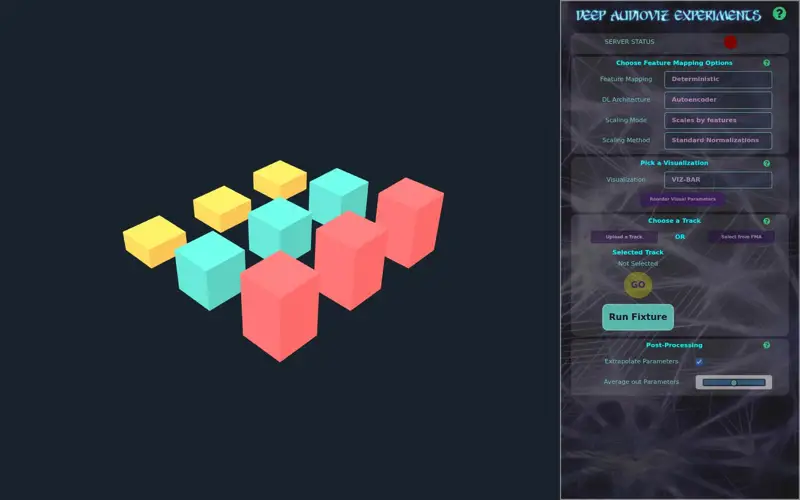 DEEP AUDIOVIZ EXPERIMENTS ?
SERVER STATUS
Choose Feature Mapping Options ?
Feature Mapping Deterministic
DL Architecture Autoencoder
Scaling Mode Scales by features
Scaling Method Standard Normalizations
Pick a Visualization ?
Visualization VIZ-BAR
Reorder Visual Parameters
Choose a Track ?
Upload a Track OR Select from FMA
Selected Track
Not Selected
GO
Run Fixture
Post-Processing ?
Extrapolate Parameters
Average out Parameters